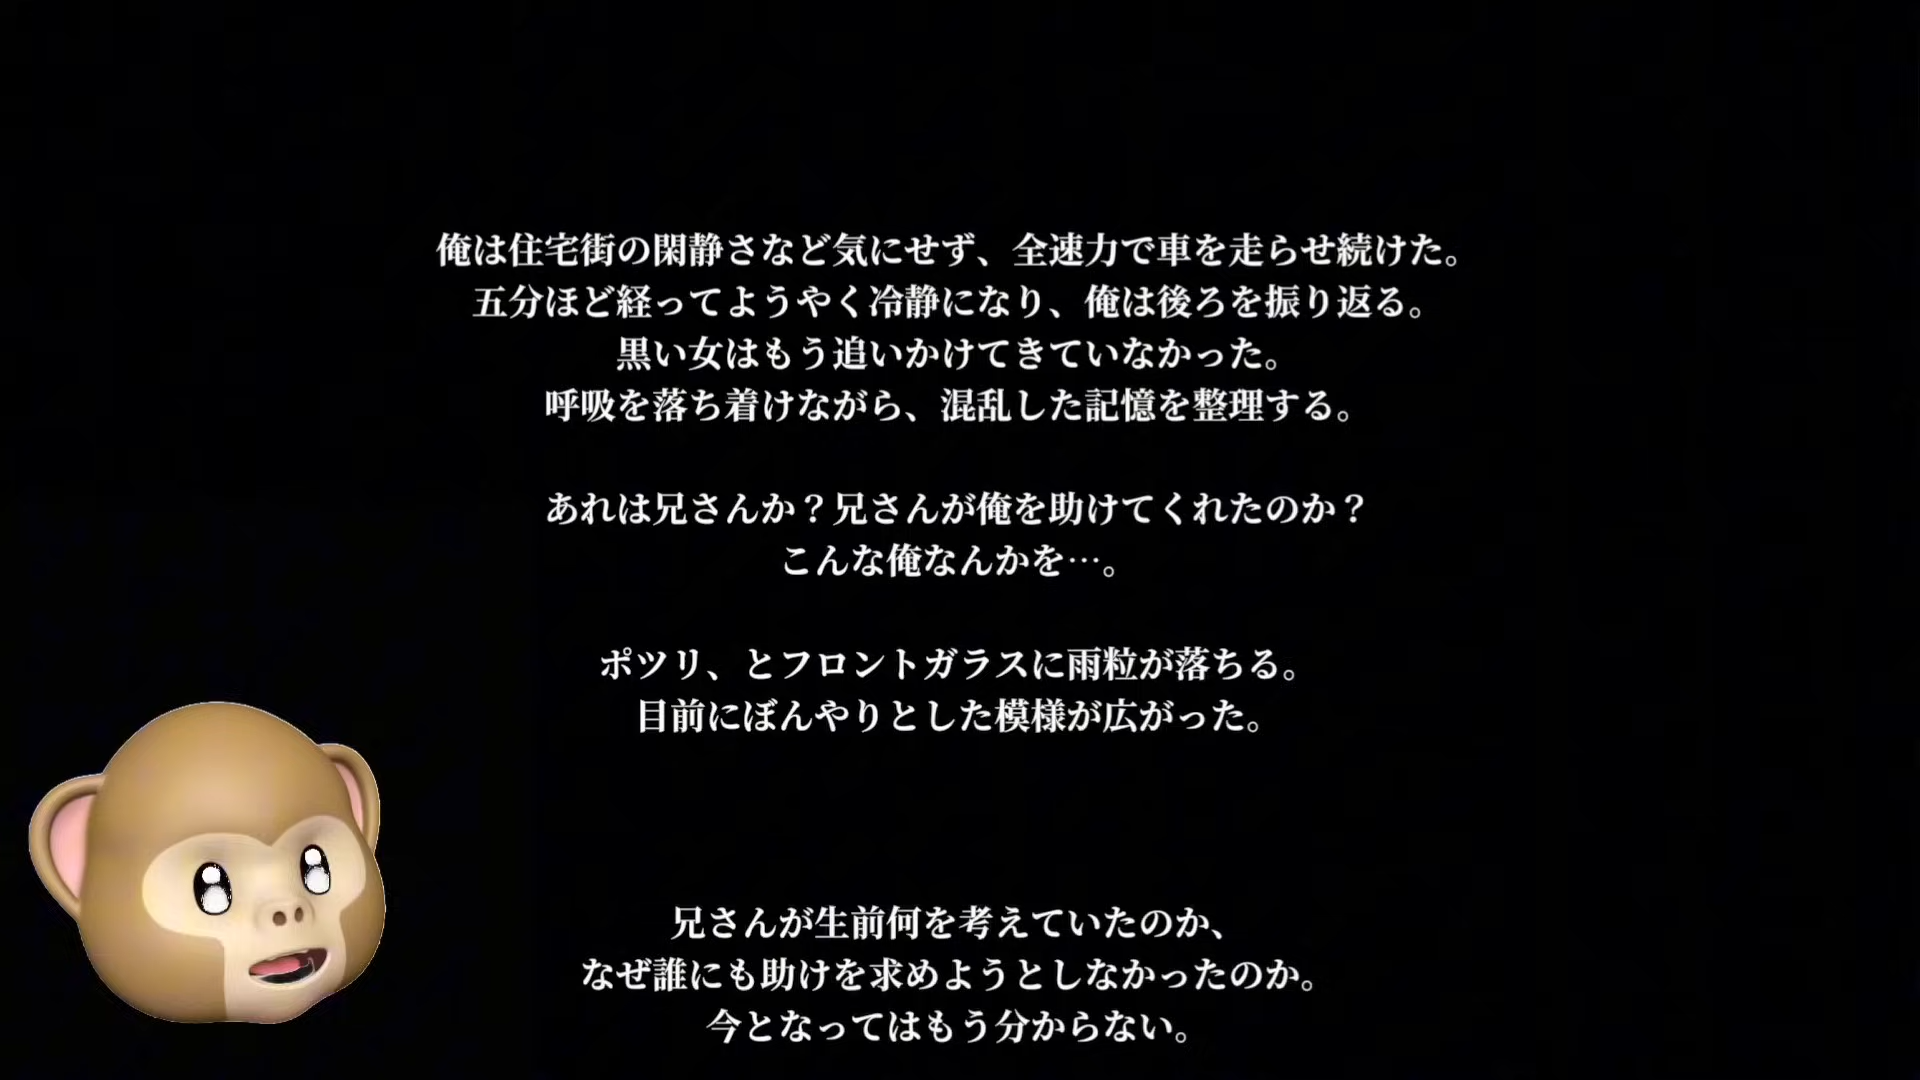 俺は住宅街の閑静さなど気にせず、全速力で車を走らせ続けた。
五分ほど経ってようやく冷静になり、俺は後ろを振り返る。
黒い女はもう追いかけてきていなかった。
呼吸を落ち着けながら、混乱した記憶を整理する。
あれは兄さんか？兄さんが俺を助けてくれたのか？
こんな俺なんかを…。
ポツリ、とフロントガラスに雨粒が落ちる。
目前にぼんやりとした模様が広がった。
兄さんが生前何を考えていたのか、
なぜ誰にも助けを求めようとしなかったのか。
今となってはもう分からない。